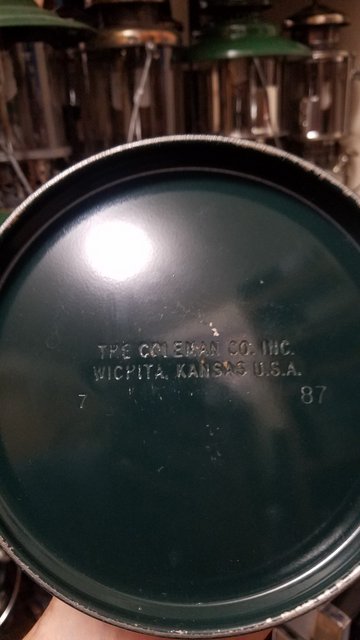 THE COLEMAN CO. INC.
WICHITA, KANSAS U.S.A.
7 87